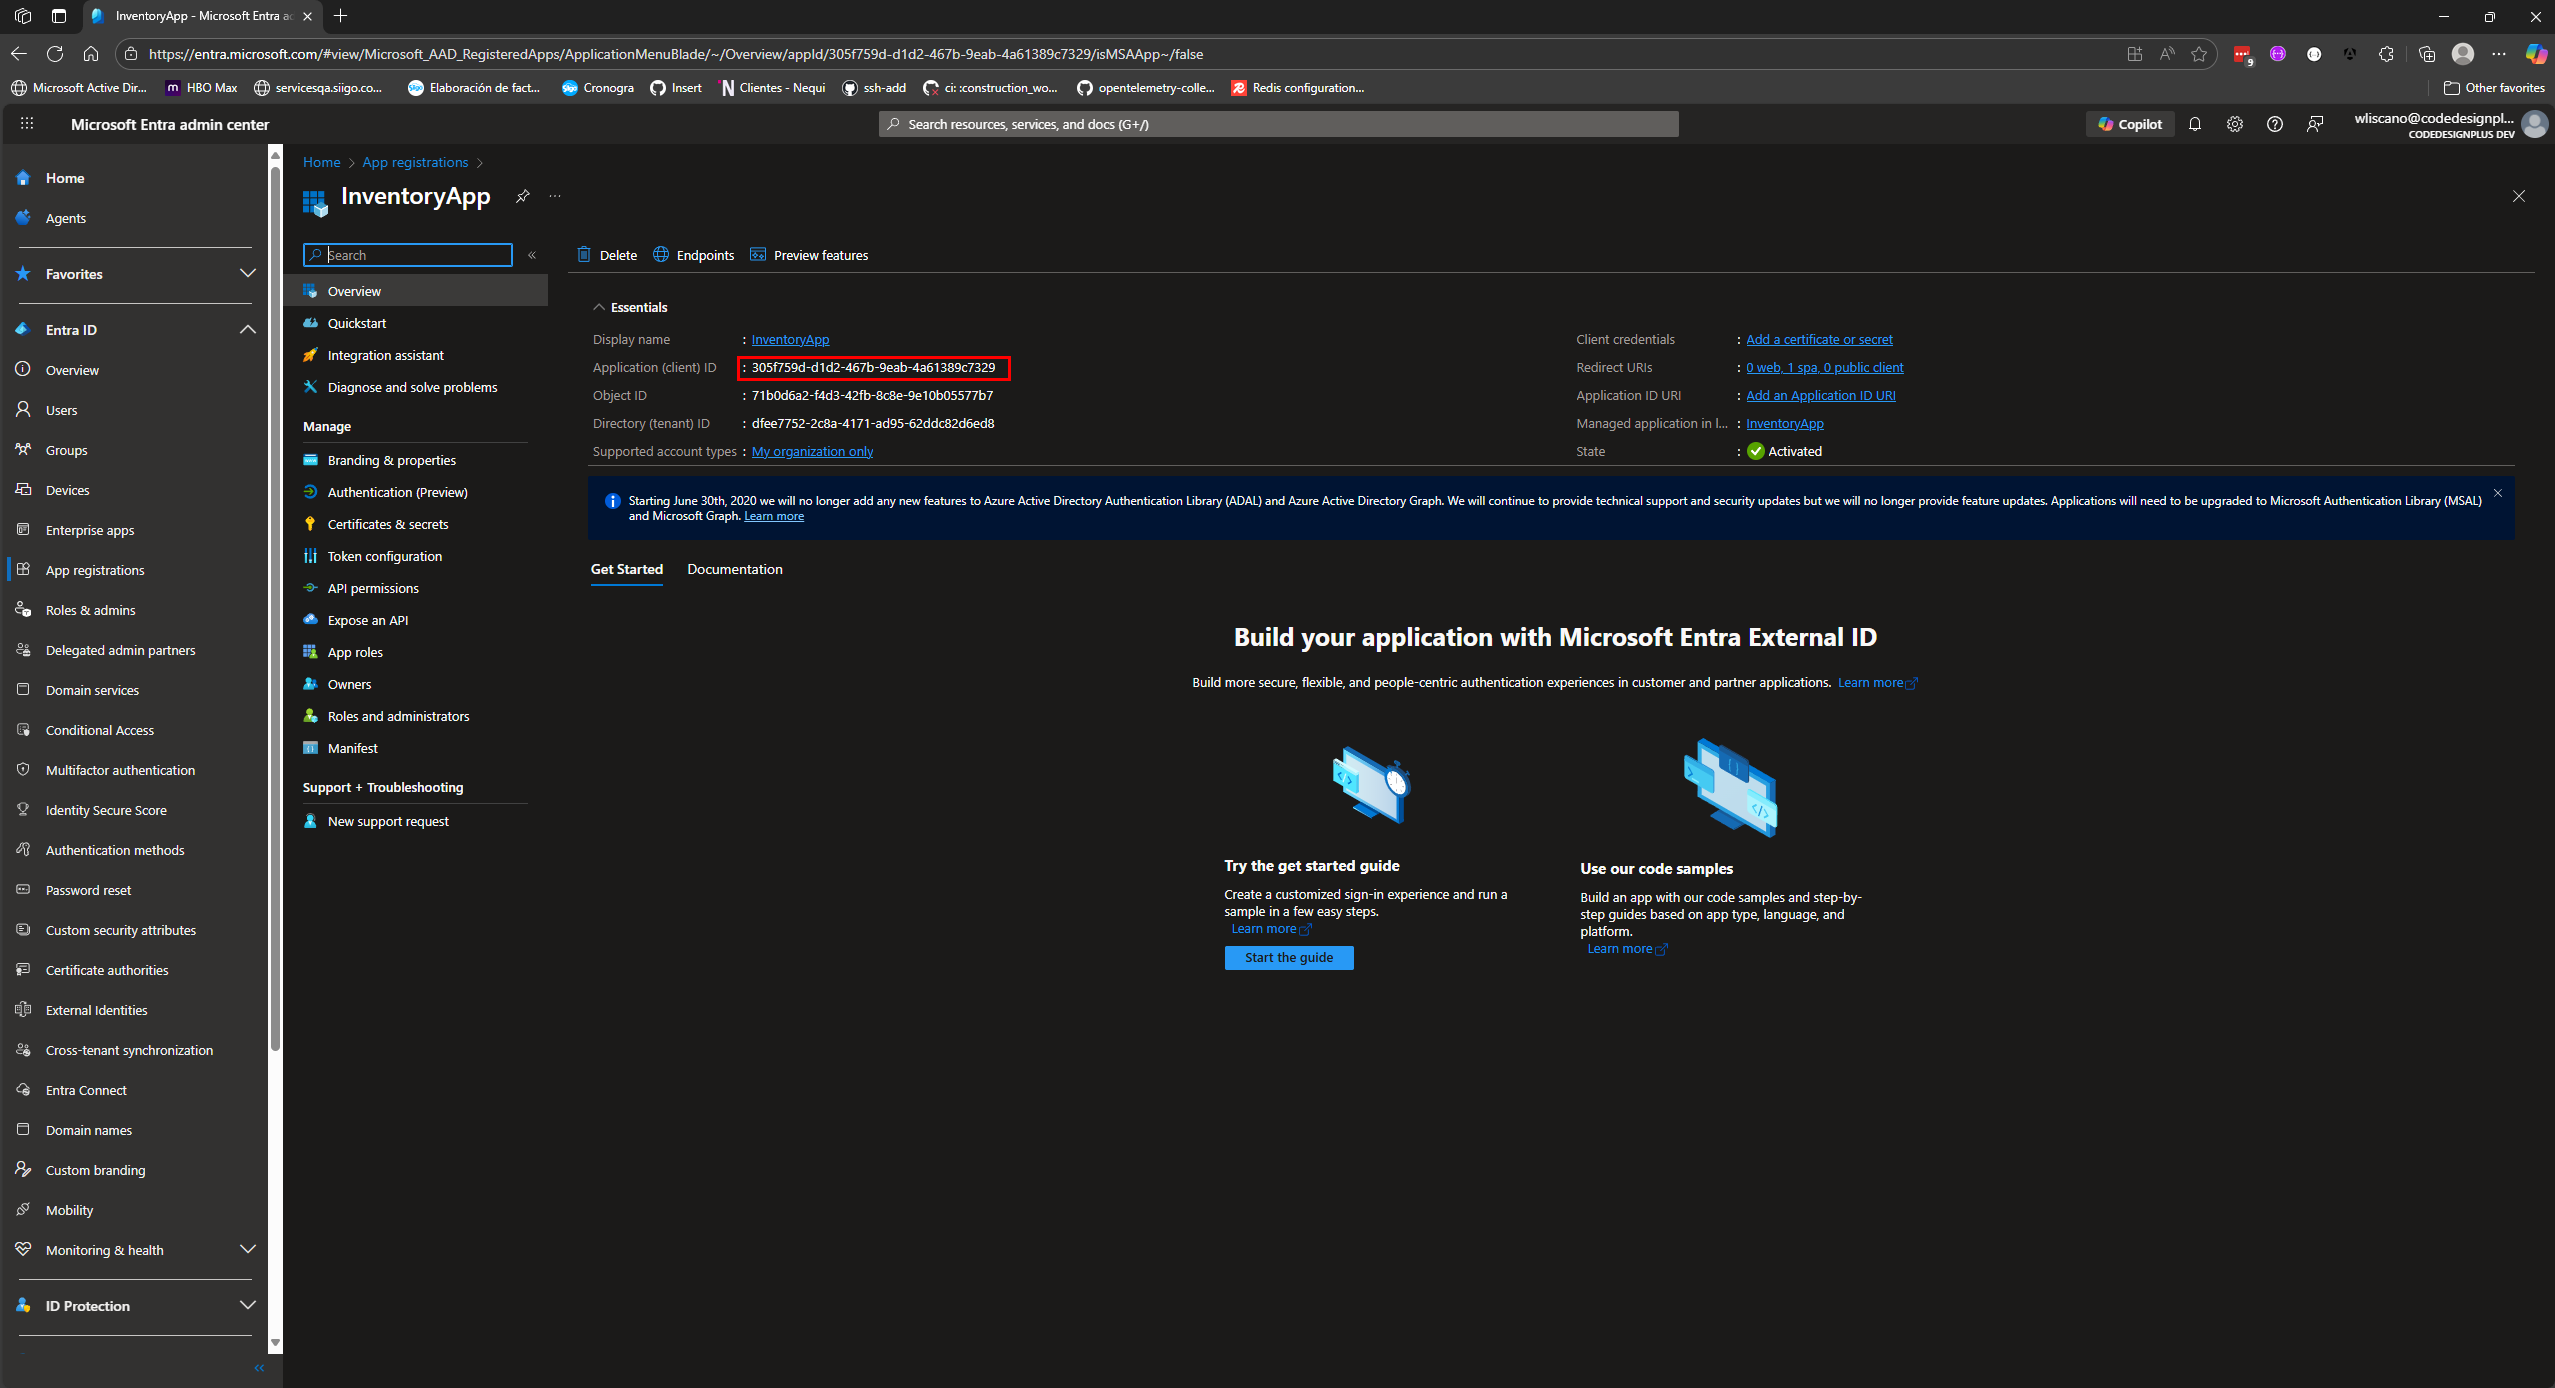 InventoryApp - Microsoft Entra ac
https://entra.microsoft.com/#view/Microsoft_AAD_RegisteredApps/ApplicationMenuBlade/~/Overview/appId/305f759d-d1d2-467b-9eab-4a61389c7329/isMSAApp~/false
9
Microsoft Active Dir...
HBO Max
servicesqa.siigo.co...
Elaboración de fact...
Cronogra
Insert
Clientes - Nequi
ssh-add
ci: :construction_wo...
opentelemetry-colle...
Redis configuration...
Other favorites
Microsoft Entra admin center
Search resources, services, and docs (G+/)
Copilot
wliscano@codedesignpl...
CODEDESIGNPLUS DEV
Home
Agents
Favorites
Entra ID
Overview
Users
Groups
Devices
Enterprise apps
App registrations
Roles & admins
Delegated admin partners
Domain services
Conditional Access
Multifactor authentication
Identity Secure Score
Authentication methods
Password reset
Custom security attributes
Certificate authorities
External Identities
Cross-tenant synchronization
Entra Connect
Domain names
Custom branding
Mobility
Monitoring & health
ID Protection
Home > App registrations >
InventoryApp
Search
Overview
Quickstart
Integration assistant
Diagnose and solve problems
Manage
Branding & properties
Authentication (Preview)
Certificates & secrets
Token configuration
API permissions
Expose an API
App roles
Owners
Roles and administrators
Manifest
Support + Troubleshooting
New support request
Delete
Endpoints
Preview features
Essentials
Display name : InventoryApp
Application (client) ID : 305f759d-d1d2-467b-9eab-4a61389c7329
Object ID : 71b0d6a2-f4d3-42fb-8c8e-9e10b05577b7
Directory (tenant) ID : dfee7752-2c8a-4171-ad95-62ddc82d6ed8
Supported account types : My organization only
Client credentials : Add a certificate or secret
Redirect URIs : 0 web, 1 spa, 0 public client
Application ID URI : Add an Application ID URI
Managed application in l... : InventoryApp
State : Activated
Starting June 30th, 2020 we will no longer add any new features to Azure Active Directory Authentication Library (ADAL) and Azure Active Directory Graph. We will continue to provide technical support and security updates but we will no longer provide feature updates. Applications will need to be upgraded to Microsoft Authentication Library (MSAL)
and Microsoft Graph. Learn more
Get Started
Documentation
Build your application with Microsoft Entra External ID
Build more secure, flexible, and people-centric authentication experiences in customer and partner applications. Learn more
Try the get started guide
Create a customized sign-in experience and run a
sample in a few easy steps.
Learn more
Start the guide
Use our code samples
Build an app with our code samples and step-by-
step guides based on app type, language, and
platform.
Learn more